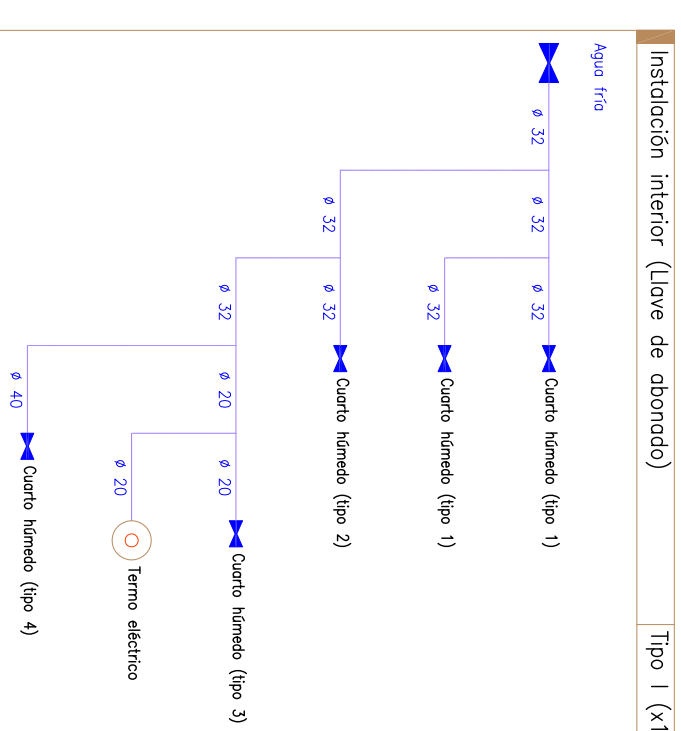 Instalación interior (Llave de abonado)
Tipo I (x1
Agua fría
ø 32
ø 32
ø 32
Cuarto húmedo (tipo 1)
ø 32
Cuarto húmedo (tipo 1)
ø 32
ø 32
Cuarto húmedo (tipo 2)
ø 32
ø 20
ø 20
Cuarto húmedo (tipo 3)
ø 20
Termo eléctrico
ø 40
Cuarto húmedo (tipo 4)